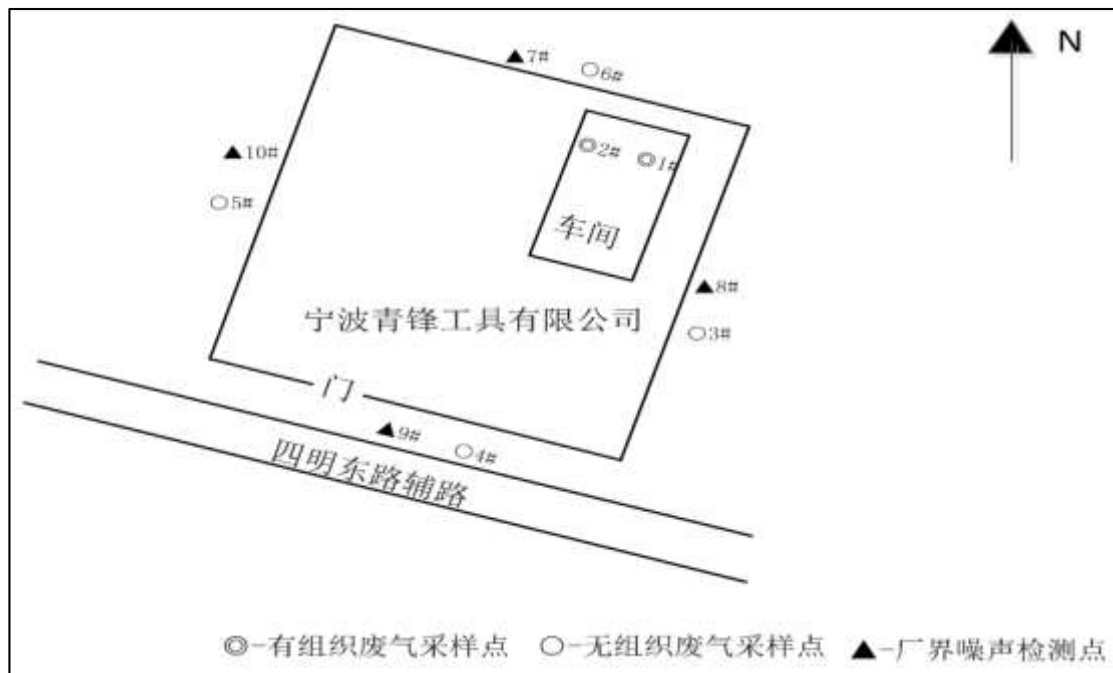 ▲7# ○6#
N
▲10#
◎2# ◎1#
○5#
车间
▲8#
宁波青锋工具有限公司
○3#
门
▲9# ○4#
四明东路辅路
◎-有组织废气采样点 ○-无组织废气采样点 ▲-厂界噪声检测点